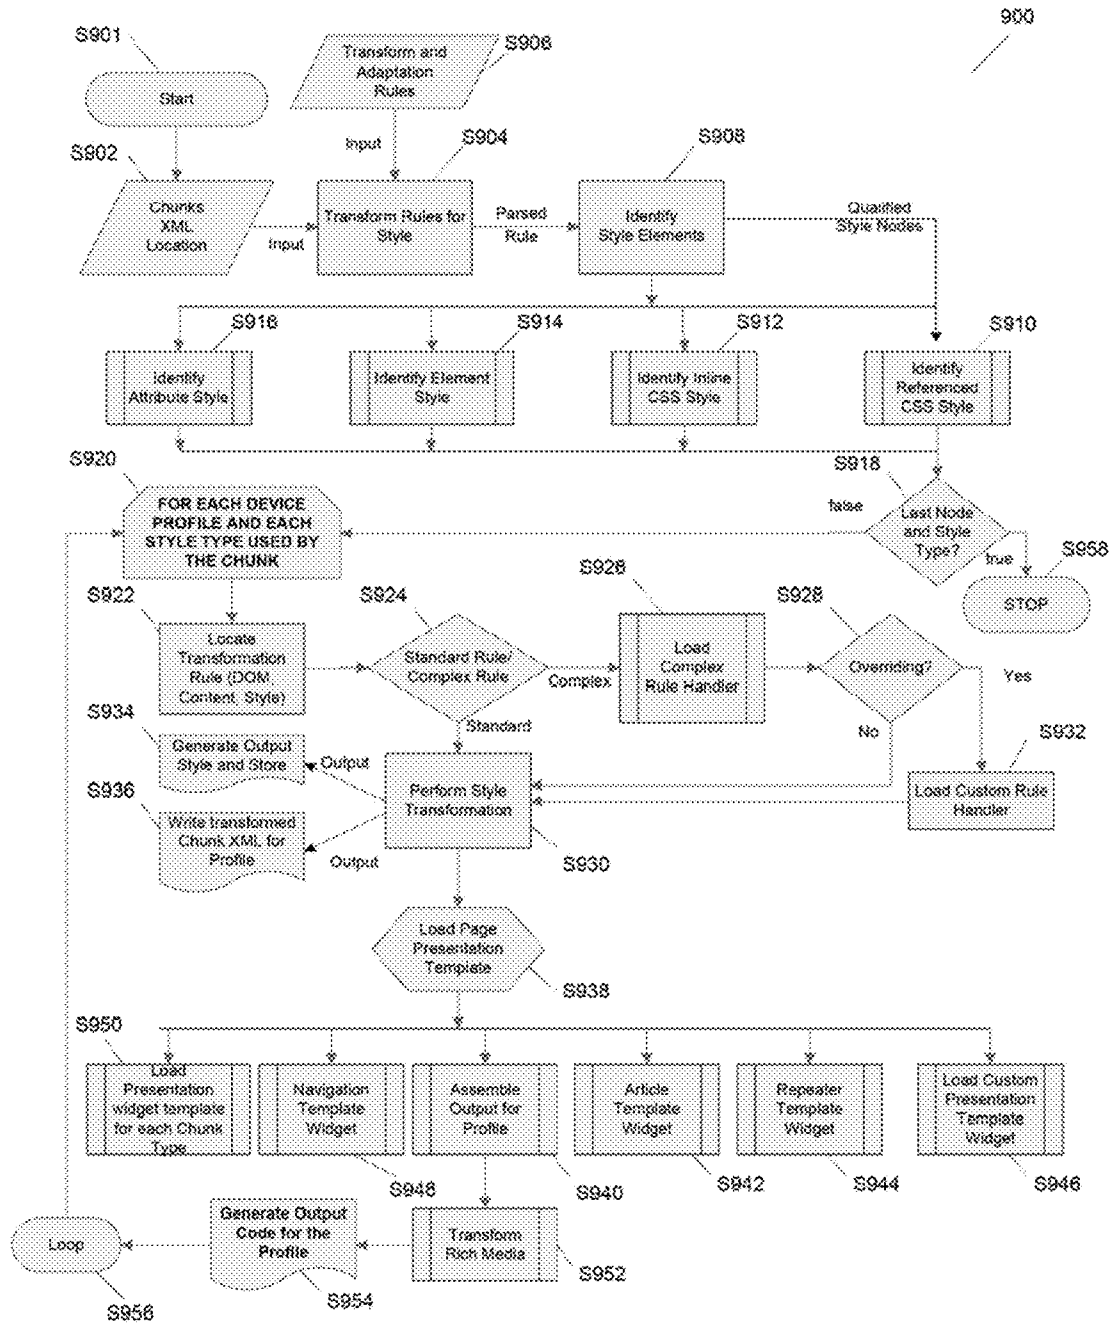 900
S901
Start
S906
Transform and
Adaptation
Rules
Input
S902
Chunks
XML
Location
Input
S904
Transform Rules for
Style
Parsed
Rule
S908
Identify
Style Elements
Qualified
Style Nodes
S916
Identify
Attribute Style
S914
Identify Element
Style
S912
Identify Inline
CSS Style
S910
Identify
Referenced
CSS Style
S918
Last Node
and Style
Type?
false
true
S958
STOP
S920
FOR EACH DEVICE
PROFILE AND EACH
STYLE TYPE USED BY
THE CHUNK
S922
Locate
Transformation
Rule (DOM,
Content, Style)
S924
Standard Rule/
Complex Rule
Complex
Standard
S926
Load
Complex
Rule Handler
S928
Overriding?
Yes
No
S932
Load Custom Rule
Handler
S934
Generate Output
Style and Store
Output
S936
Write transformed
Chunk XML for
Profile
Output
Perform Style
Transformation
S930
Load Page
Presentation
Template
S938
S950
Load
Presentation
widget template
for each Chunk
Type
Navigation
Template
Widget
S948
Assemble
Output for
Profile
S940
Article
Template
Widget
S942
Repeater
Template
Widget
S944
Load Custom
Presentation
Template
Widget
S946
Transform
Rich Media
S952
Generate Output
Code for the
Profile
S954
Loop
S956